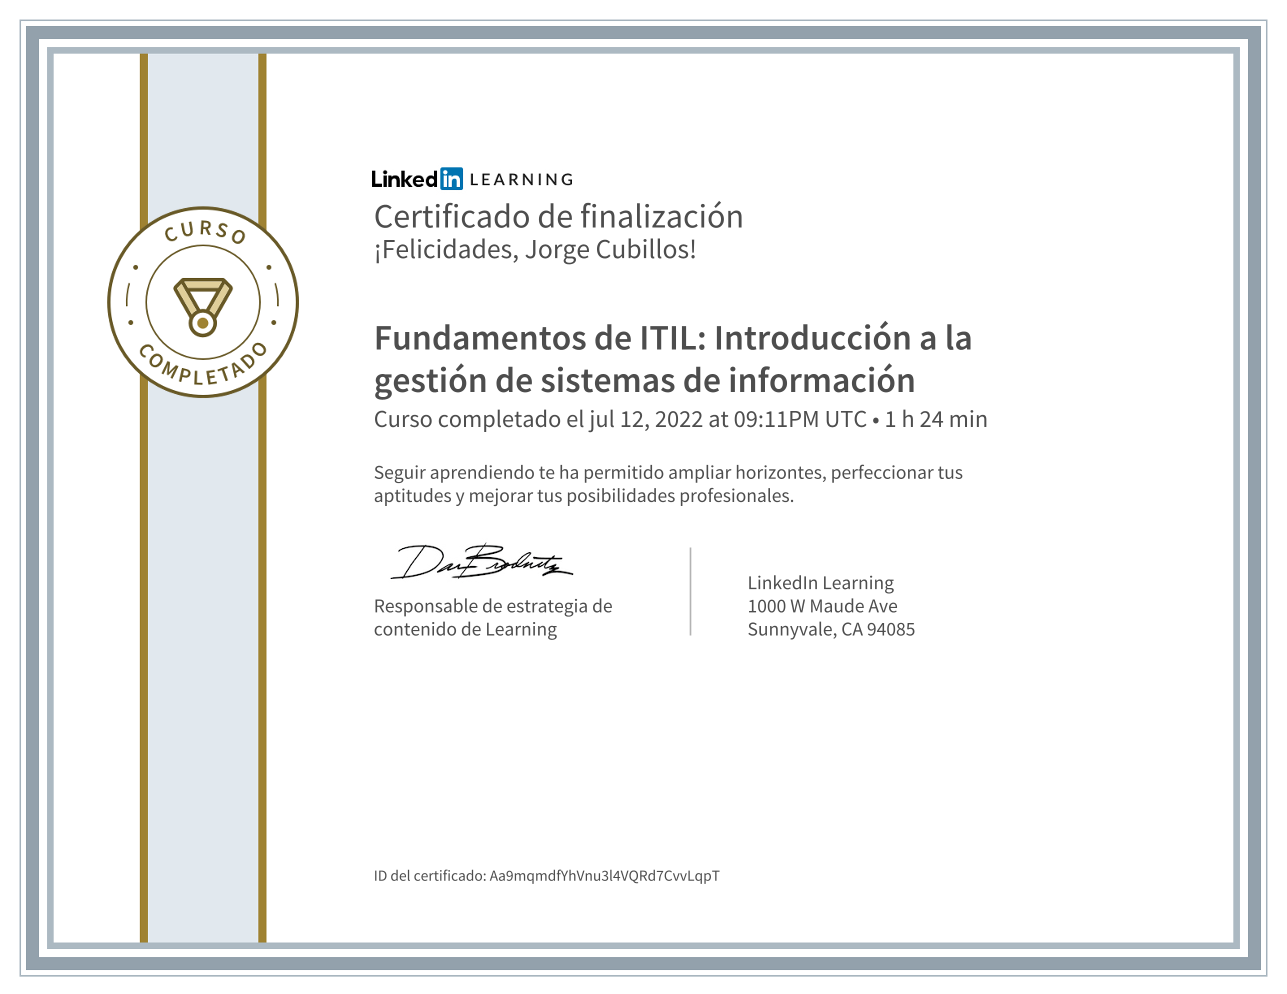 CURSO
COMPLETADO
Linkedin LEARNING
Certificado de finalización
¡Felicidades, Jorge Cubillos!
Fundamentos de ITIL: Introducción a la
gestión de sistemas de información
Curso completado el jul 12, 2022 at 09:11PM UTC • 1 h 24 min
Seguir aprendiendo te ha permitido ampliar horizontes, perfeccionar tus
aptitudes y mejorar tus posibilidades profesionales.
Dan Brodnitz
Responsable de estrategia de
contenido de Learning
LinkedIn Learning
1000 W Maude Ave
Sunnyvale, CA 94085
ID del certificado: Aa9mqmdfYhVnu3l4VQRd7CvvLqpT